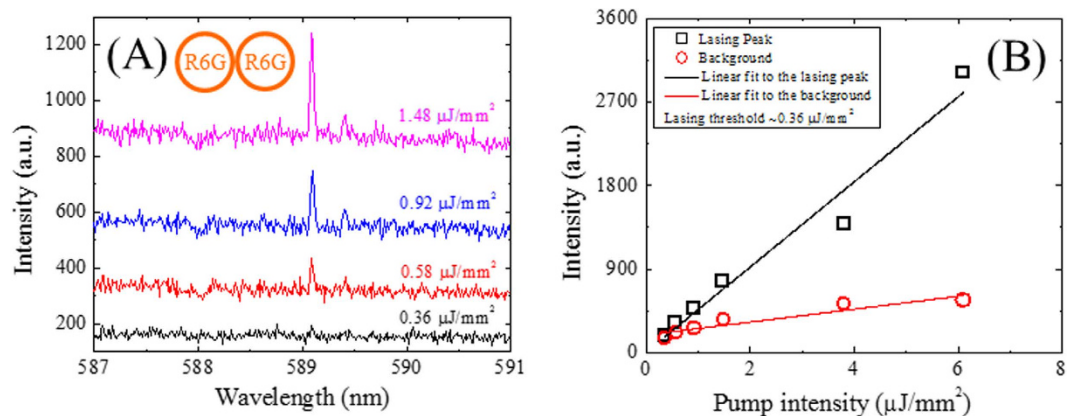 (A)
R6G R6G
1200
1000
800
600
400
200
1.48 μJ/mm²
0.92 μJ/mm²
0.58 μJ/mm²
0.36 μJ/mm²
587 588 589 590 591
Wavelength (nm)
Intensity (a.u.)
(B)
3600
2700
1800
900
0
Lasing Peak
Background
Linear fit to the lasing peak
Linear fit to the background
Lasing threshold ~0.36 μJ/mm²
0 2 4 6 8
Pump intensity (μJ/mm²)
Intensity (a.u.)